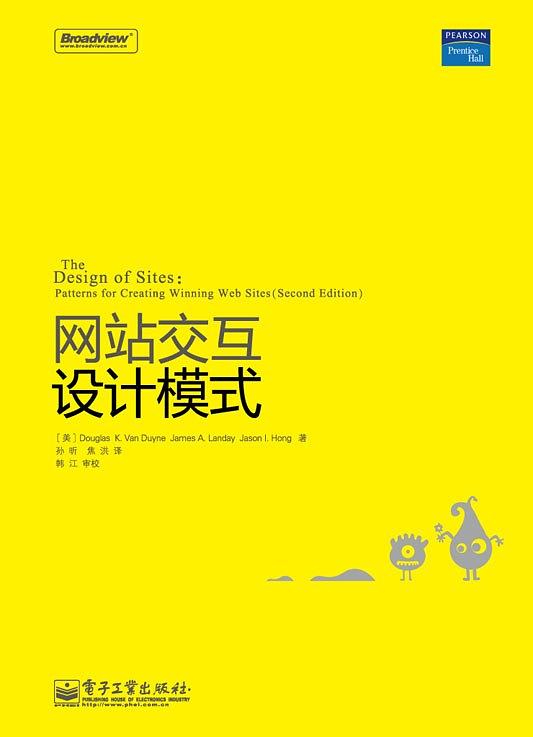 Broadview®
www.broadview.com.cn
PEARSON
Prentice
Hall
The
Design of Sites:
Patterns for Creating Winning Web Sites(Second Edition)
网站交互
设计模式
[美]Douglas K. Van Duyne James A. Landay Jason I. Hong 著
孙 昕 焦 洪 译
韩 江 审校
電子工業出版社·
PUBLISHING HOUSE OF ELECTRONICS INDUSTRY
http://www.phei.com.cn